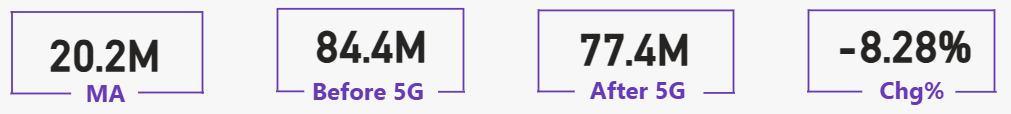 20.2M
MA
84.4M
Before 5G
77.4M
After 5G
-8.28%
Chg%